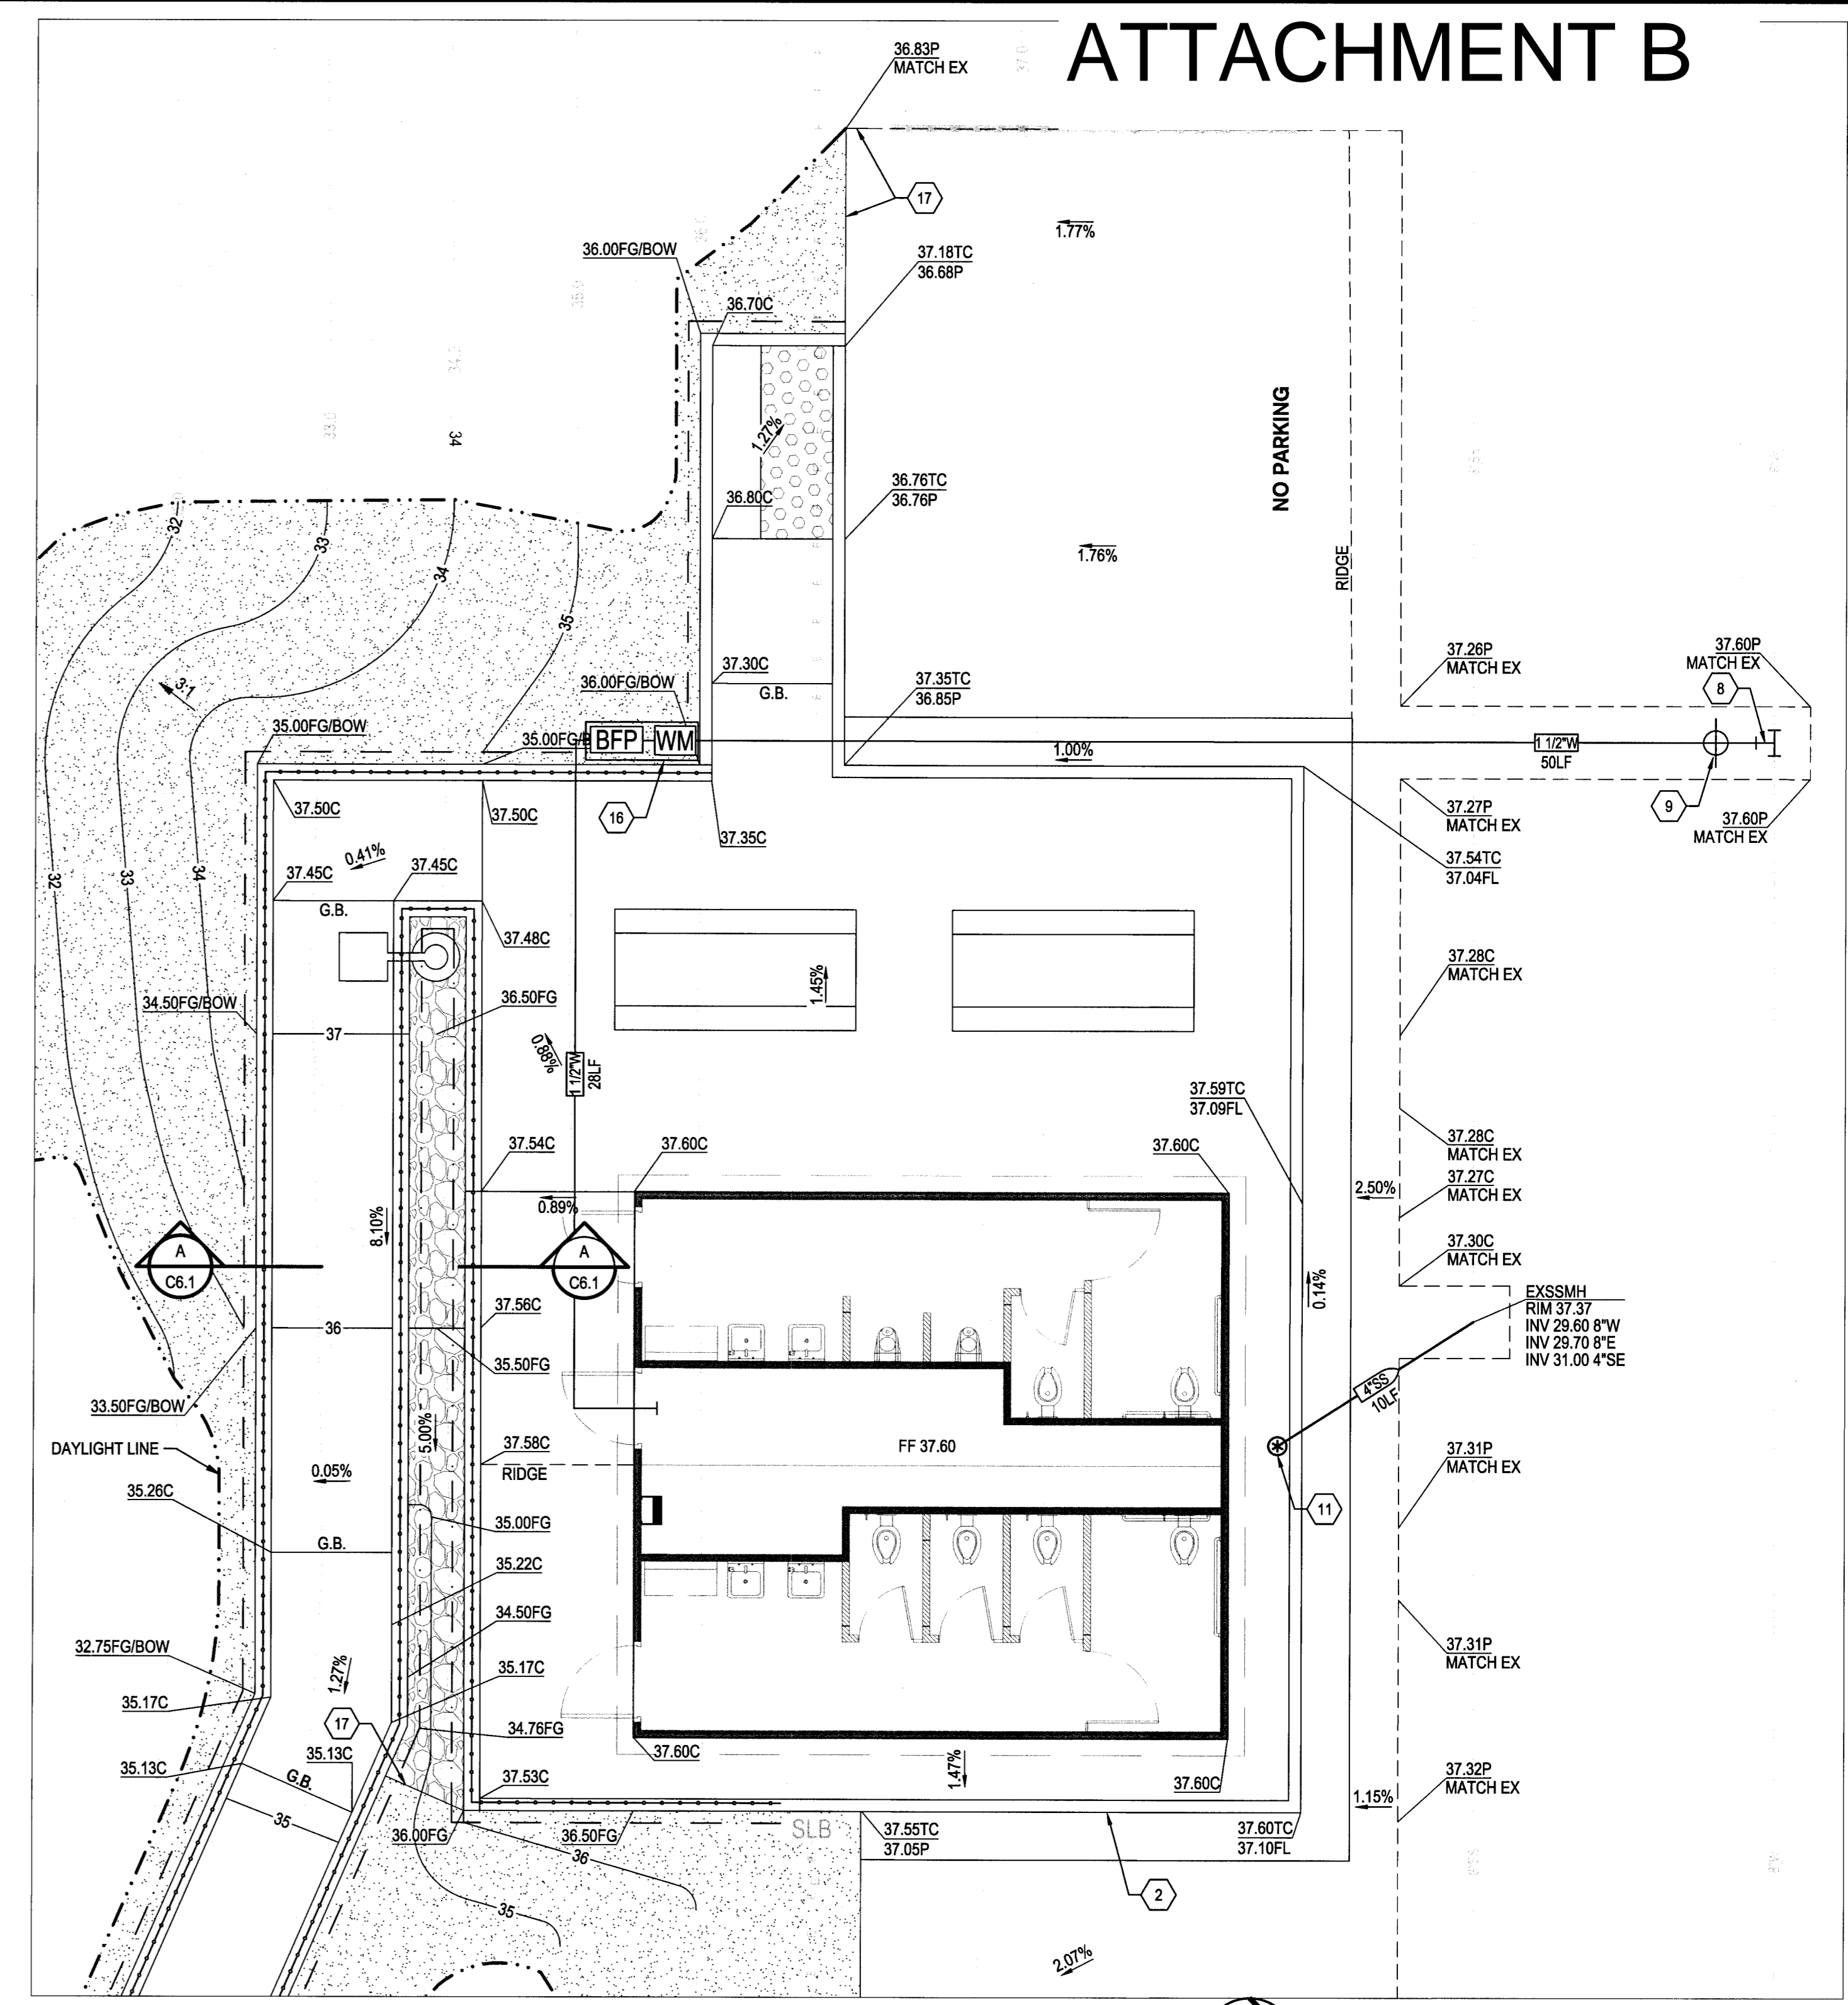 ATTACHMENT B
36.83P
MATCH EX
37.0
17
1.77%
36.00FG/BOW
37.18TC
36.68P
36.70C
35.0
34.0
33.0
34
1.27%
NO PARKING
36.80C
36.76TC
36.76P
32
33
34
35
1.76%
RIDGE
3:1
37.30C
G.B.
36.00FG/BOW
37.35TC
36.85P
37.26P
MATCH EX
37.60P
MATCH EX
8
35.00FG/BOW
35.00FG/B
BFP
WM
1.00%
1 1/2"W
50LF
9
37.50C
37.50C
16
37.35C
37.27P
MATCH EX
37.60P
MATCH EX
0.41%
37.45C
37.45C
37.54TC
37.04FL
32
33
34
G.B.
37.48C
37.28C
MATCH EX
34.50FG/BOW
36.50FG
1.45%
37
0.88%
1 1/2"W
28LF
37.59TC
37.09FL
37.54C
37.60C
37.60C
37.28C
MATCH EX
37.27C
MATCH EX
0.89%
2.50%
8.10%
A
C6.1
A
C6.1
37.30C
MATCH EX
0.14%
EXSSMH
RIM 37.37
INV 29.60 8"W
INV 29.70 8"E
INV 31.00 4"SE
37.56C
36
35.50FG
4"SS
10LF
33.50FG/BOW
5.00%
DAYLIGHT LINE
37.58C
RIDGE
FF 37.60
37.31P
MATCH EX
0.05%
35.26C
11
35.00FG
G.B.
35.22C
34.50FG
32.75FG/BOW
37.31P
MATCH EX
35.17C
1.27%
35.17C
17
34.76FG
35.13C
35.13C
G.B.
37.60C
37.53C
1.47%
37.60C
37.32P
MATCH EX
1.15%
35
36.00FG
36.50FG
SLB
37.55TC
37.05P
37.60TC
37.10FL
36
2
35
2.07%